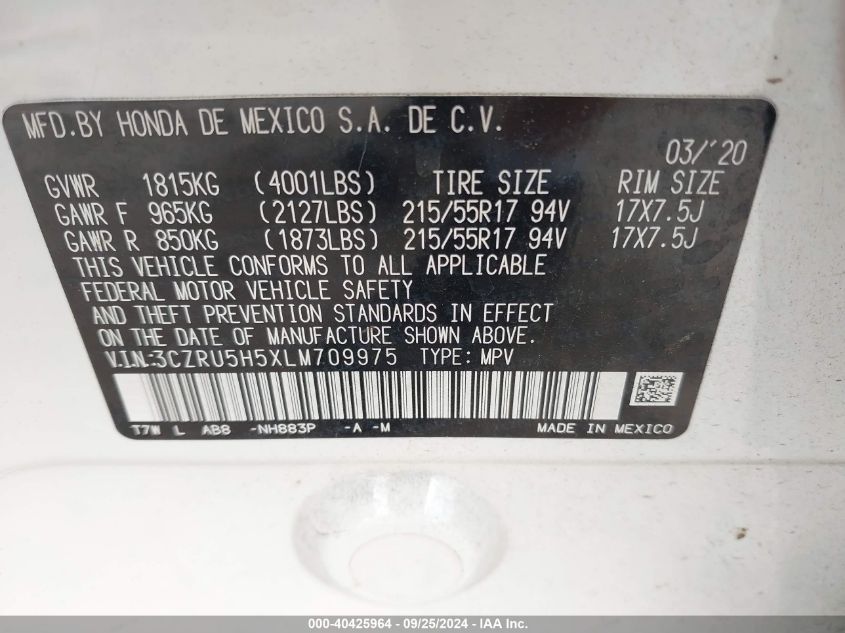 MFD.BY HONDA DE MEXICO S.A. DE C.V.
03/'20
GVWR 1815KG (4001LBS) TIRE SIZE RIM SIZE
GAWR F 965KG (2127LBS) 215/55R17 94V 17X7.5J
GAWR R 850KG (1873LBS) 215/55R17 94V 17X7.5J
THIS VEHICLE CONFORMS TO ALL APPLICABLE
FEDERAL MOTOR VEHICLE SAFETY
AND THEFT PREVENTION STANDARDS IN EFFECT
ON THE DATE OF MANUFACTURE SHOWN ABOVE.
V.I.N.:3CZRU5H5XLM709975 TYPE: MPV
T7W L AB8 -NH883P -A -M MADE IN MEXICO
000-40425964 - 09/25/2024 - IAA Inc.